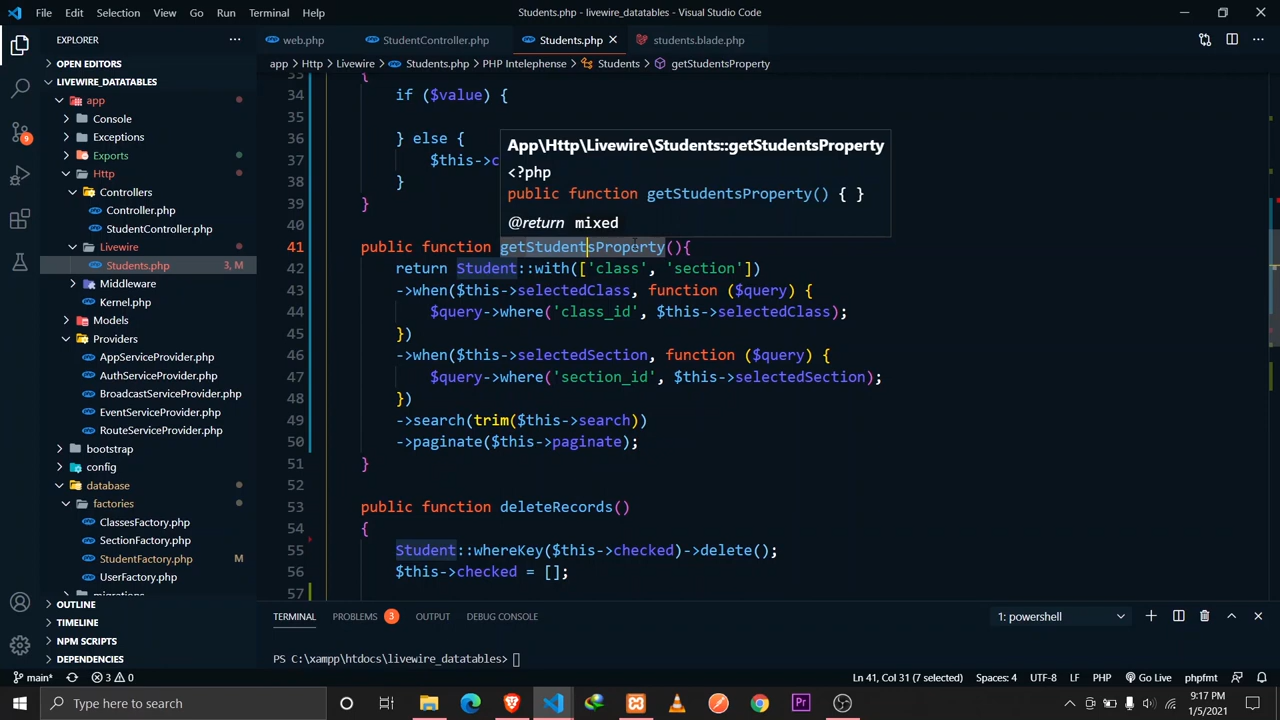 File Edit Selection View Go Run Terminal Help
Students.php - livewire_datatables - Visual Studio Code
EXPLORER
OPEN EDITORS
LIVEWIRE_DATATABLES
app
Console
Exceptions
Exports
Http
Controllers
Controller.php
StudentController.php
Livewire
Students.php 3, M
Middleware
Kernel.php
Models
Providers
AppServiceProvider.php
AuthServiceProvider.php
BroadcastServiceProvider.php
EventServiceProvider.php
RouteServiceProvider.php
bootstrap
config
database
factories
ClassesFactory.php
SectionFactory.php
StudentFactory.php M
UserFactory.php
migrations
OUTLINE
TIMELINE
NPM SCRIPTS
DEPENDENCIES
web.php StudentController.php Students.php students.blade.php
app > Http > Livewire > Students.php > PHP Intelephense > Students > getStudentsProperty
33 {
34 if ($value) {
35
36 } else {
37 $this->c
38 }
39 }
40
App\Http\Livewire\Students::getStudentsProperty
<?php
public function getStudentsProperty() { }
@return mixed
41 public function getStudentsProperty(){
42 return Student::with(['class', 'section'])
43 ->when($this->selectedClass, function ($query) {
44 $query->where('class_id', $this->selectedClass);
45 })
46 ->when($this->selectedSection, function ($query) {
47 $query->where('section_id', $this->selectedSection);
48 })
49 ->search(trim($this->search))
50 ->paginate($this->paginate);
51 }
52
53 public function deleteRecords()
54 {
55 Student::whereKey($this->checked)->delete();
56 $this->checked = [];
57
TERMINAL PROBLEMS 3 OUTPUT DEBUG CONSOLE 1: powershell
PS C:\xampp\htdocs\livewire_datatables>
9
main* 3 0 Ln 41, Col 31 (7 selected) Spaces: 4 UTF-8 LF PHP Go Live phpfmt
Type here to search
9:17 PM
1/5/2021